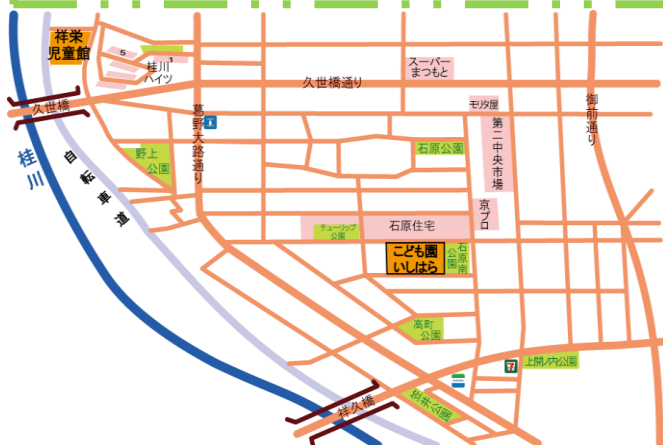 祥栄
児童館
S
桂川
ハイツ
1
スーパー
まつもと
久世橋通り
久世橋
モリタ屋
御前通り
葛野大路通り
第二中央市場
桂川
自転車道
野上
公園
石原公園
京プロ
チューリップ
公園
石原住宅
こども園
いしはら
石原南
公園
高町
公園
上開ノ内公園
7
笹井公園
祥久橋